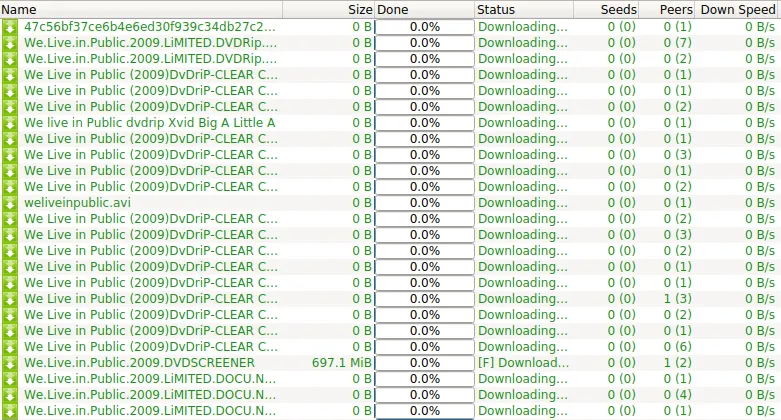 Name Size Done Status Seeds Peers Down Speed
47c56bf37ce6b4e6ed30f939c34db27c2... 0 B 0.0% Downloading... 0 (0) 0 (1) 0 B/s
We.Live.in.Public.2009.LiMiTED.DVDRip.... 0 B 0.0% Downloading... 0 (0) 0 (7) 0 B/s
We.Live.in.Public.2009.LiMiTED.DVDRip.... 0 B 0.0% Downloading... 0 (0) 0 (2) 0 B/s
We Live in Public (2009)DvDriP-CLEAR C... 0 B 0.0% Downloading... 0 (0) 0 (1) 0 B/s
We Live in Public (2009)DvDriP-CLEAR C... 0 B 0.0% Downloading... 0 (0) 0 (1) 0 B/s
We Live in Public (2009)DvDriP-CLEAR C... 0 B 0.0% Downloading... 0 (0) 0 (2) 0 B/s
We live in Public dvdrip Xvid Big A Little A 0 B 0.0% Downloading... 0 (0) 0 (1) 0 B/s
We Live in Public (2009)DvDriP-CLEAR C... 0 B 0.0% Downloading... 0 (0) 0 (1) 0 B/s
We Live in Public (2009)DvDriP-CLEAR C... 0 B 0.0% Downloading... 0 (0) 0 (3) 0 B/s
We Live in Public (2009)DvDriP-CLEAR C... 0 B 0.0% Downloading... 0 (0) 0 (1) 0 B/s
We Live in Public (2009)DvDriP-CLEAR C... 0 B 0.0% Downloading... 0 (0) 0 (2) 0 B/s
weliveinpublic.avi 0 B 0.0% Downloading... 0 (0) 0 (1) 0 B/s
We Live in Public (2009)DvDriP-CLEAR C... 0 B 0.0% Downloading... 0 (0) 0 (2) 0 B/s
We Live in Public (2009)DvDriP-CLEAR C... 0 B 0.0% Downloading... 0 (0) 0 (3) 0 B/s
We Live in Public (2009)DvDriP-CLEAR C... 0 B 0.0% Downloading... 0 (0) 0 (2) 0 B/s
We Live in Public (2009)DvDriP-CLEAR C... 0 B 0.0% Downloading... 0 (0) 0 (1) 0 B/s
We Live in Public (2009)DvDriP-CLEAR C... 0 B 0.0% Downloading... 0 (0) 0 (1) 0 B/s
We Live in Public (2009)DvDriP-CLEAR C... 0 B 0.0% Downloading... 0 (0) 1 (3) 0 B/s
We Live in Public (2009)DvDriP-CLEAR C... 0 B 0.0% Downloading... 0 (0) 0 (2) 0 B/s
We Live in Public (2009)DvDriP-CLEAR C... 0 B 0.0% Downloading... 0 (0) 0 (1) 0 B/s
We Live in Public (2009)DvDriP-CLEAR C... 0 B 0.0% Downloading... 0 (0) 0 (6) 0 B/s
We.Live.in.Public.2009.DVDSCREENER 697.1 MiB 0.0% [F] Download... 0 (0) 1 (2) 0 B/s
We.Live.in.Public.2009.LiMiTED.DOCU.N... 0 B 0.0% Downloading... 0 (0) 0 (1) 0 B/s
We.Live.in.Public.2009.LiMiTED.DOCU.N... 0 B 0.0% Downloading... 0 (0) 0 (4) 0 B/s
We.Live.in.Public.2009.LiMiTED.DOCU.N... 0 B 0.0% Downloading... 0 (0) 0 (1) 0 B/s